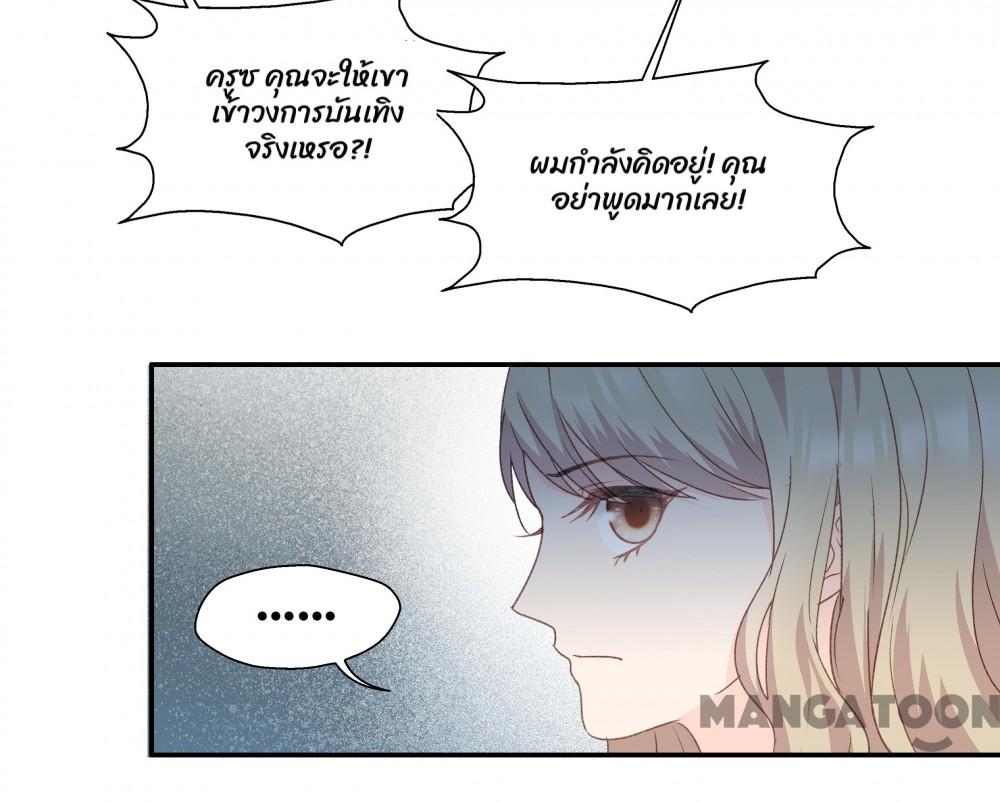 ครูซ คุณจะให้เขา
เข้าวงการบันเทิง
จริงเหรอ?!
ผมกำลังคิดอยู่! คุณ
อย่าพูดมากเลย!
••••••
MANGATOON